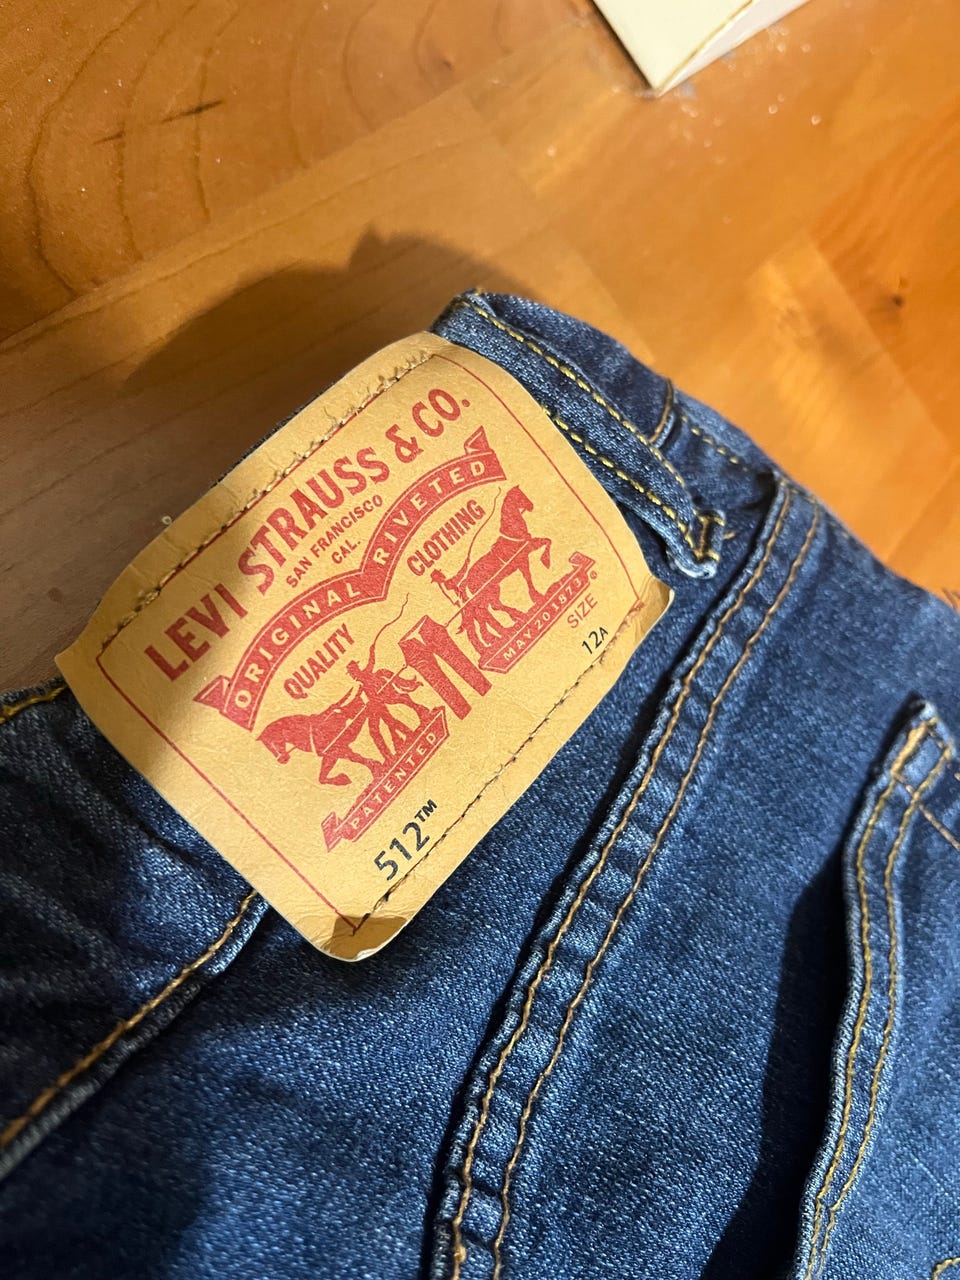 LEVI STRAUSS & CO.
SAN FRANCISCO
CAL.
ORIGINAL RIVETED
QUALITY CLOTHING
PATENTED MAY 20 1873
®
SIZE
512™ 12A